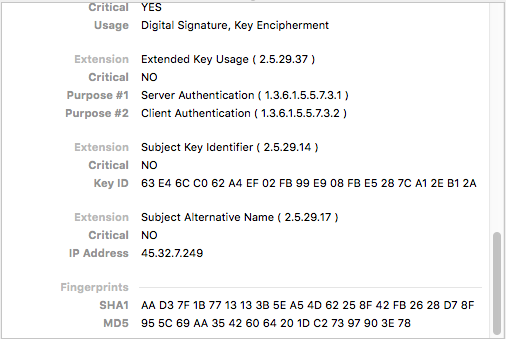 Critical YES
Usage Digital Signature, Key Encipherment
Extension Extended Key Usage ( 2.5.29.37 )
Critical NO
Purpose #1 Server Authentication ( 1.3.6.1.5.5.7.3.1 )
Purpose #2 Client Authentication ( 1.3.6.1.5.5.7.3.2 )
Extension Subject Key Identifier ( 2.5.29.14 )
Critical NO
Key ID 63 E4 6C C0 62 A4 EF 02 FB 99 E9 08 FB E5 28 7C A1 2E B1 2A
Extension Subject Alternative Name ( 2.5.29.17 )
Critical NO
IP Address 45.32.7.249
Fingerprints
SHA1 AA D3 7F 1B 77 13 13 3B 5E A5 4D 62 25 8F 42 FB 26 28 D7 8F
MD5 95 5C 69 AA 35 42 60 64 20 1D C2 73 97 90 3E 78